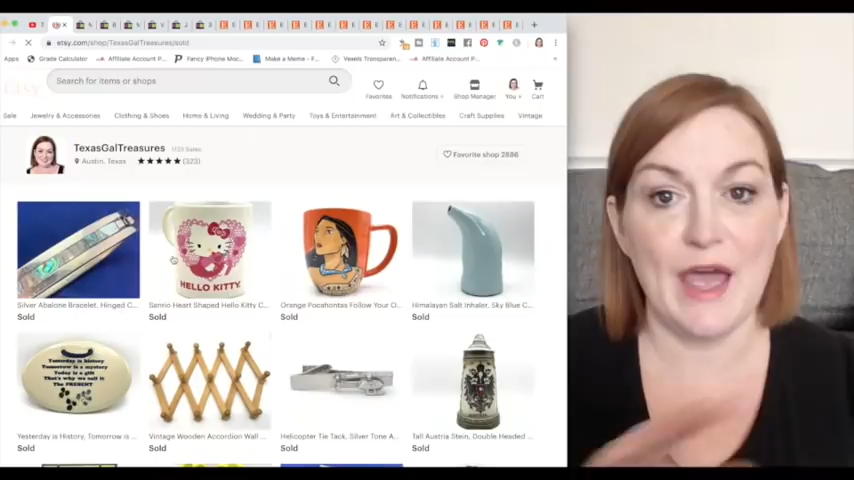 etsy.com/shop/TexasGalTreasures/sold
Apps Grade Calculator Affiliate Account P... Fancy iPhone Moc... Make a Meme - F... Vexels Transparen... Affiliate Account P...
Search for items or shops
Favorites Notifications Shop Manager You Cart
Sale Jewelry & Accessories Clothing & Shoes Home & Living Wedding & Party Toys & Entertainment Art & Collectibles Craft Supplies Vintage
TexasGalTreasures
Austin, Texas (323)
Favorite shop 2886
HELLO KITTY
Silver Abalone Bracelet, Hinged C... Sanrio Heart Shaped Hello Kitty C... Orange Pocahontas Follow Your O... Himalayan Salt Inhaler, Sky Blue C...
Sold Sold Sold Sold
Yesterday is history
Tomorrow is a mystery
Today is a gift
That's why we call it
The PRESENT
Yesterday is History, Tomorrow is ... Vintage Wooden Accordion Wall ... Helicopter Tie Tack, Silver Tone A... Tall Austria Stein, Double Headed ...
Sold Sold Sold Sold